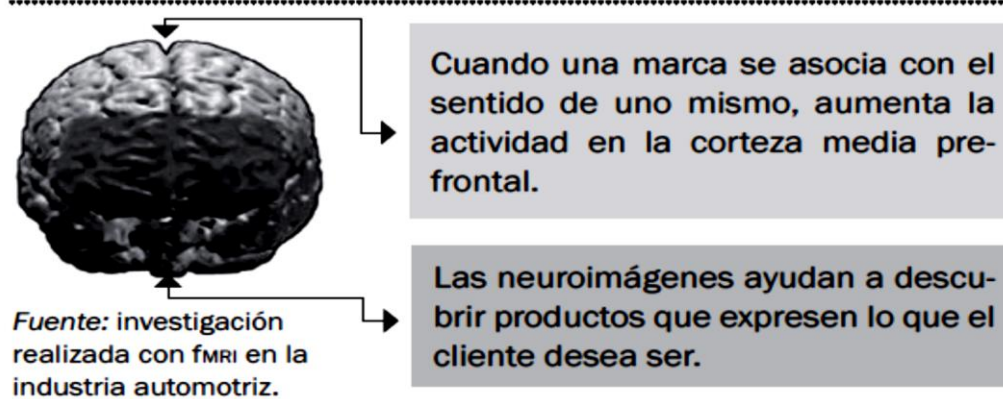 Cuando una marca se asocia con el
sentido de uno mismo, aumenta la
actividad en la corteza media pre-
frontal.
Las neuroimágenes ayudan a descu-
brir productos que expresen lo que el
cliente desea ser.
Fuente: investigación
realizada con fMRI en la
industria automotriz.